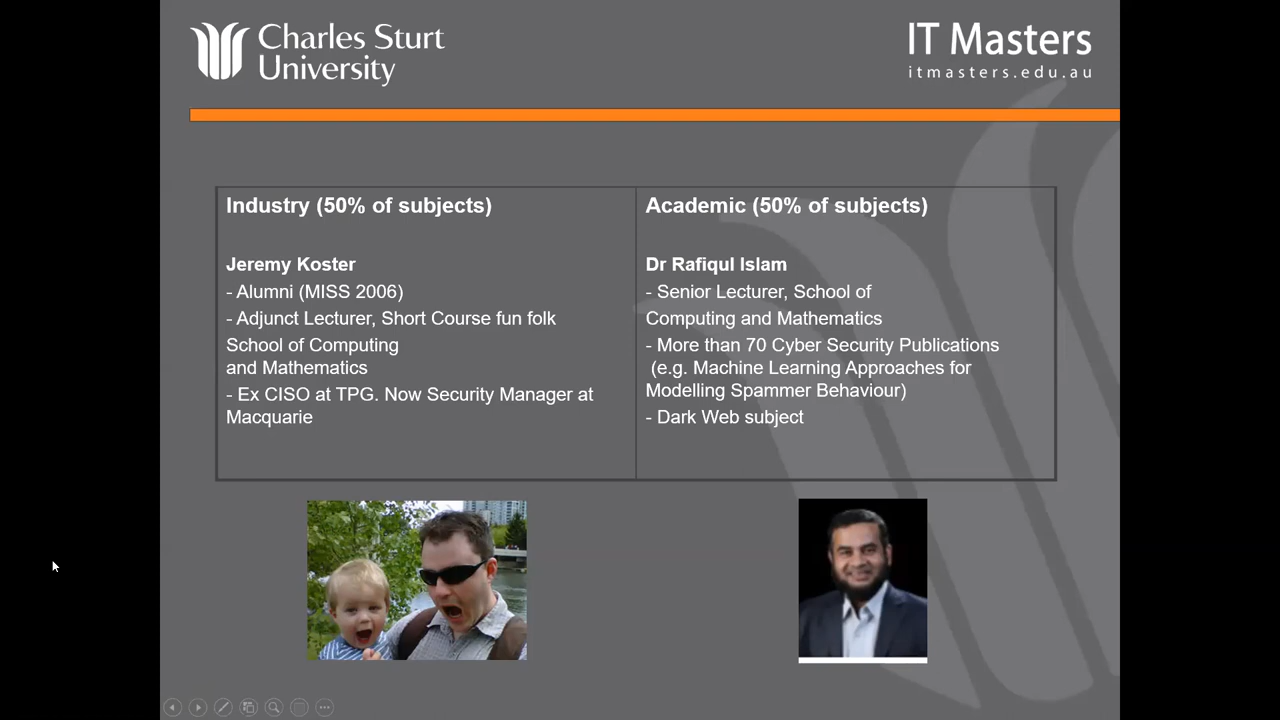 Charles Sturt
University
IT Masters
itmasters.edu.au
Industry (50% of subjects)
Jeremy Koster
- Alumni (MISS 2006)
- Adjunct Lecturer, Short Course fun folk
School of Computing
and Mathematics
- Ex CISO at TPG. Now Security Manager at
Macquarie
Academic (50% of subjects)
Dr Rafiqul Islam
- Senior Lecturer, School of
Computing and Mathematics
- More than 70 Cyber Security Publications
(e.g. Machine Learning Approaches for
Modelling Spammer Behaviour)
- Dark Web subject